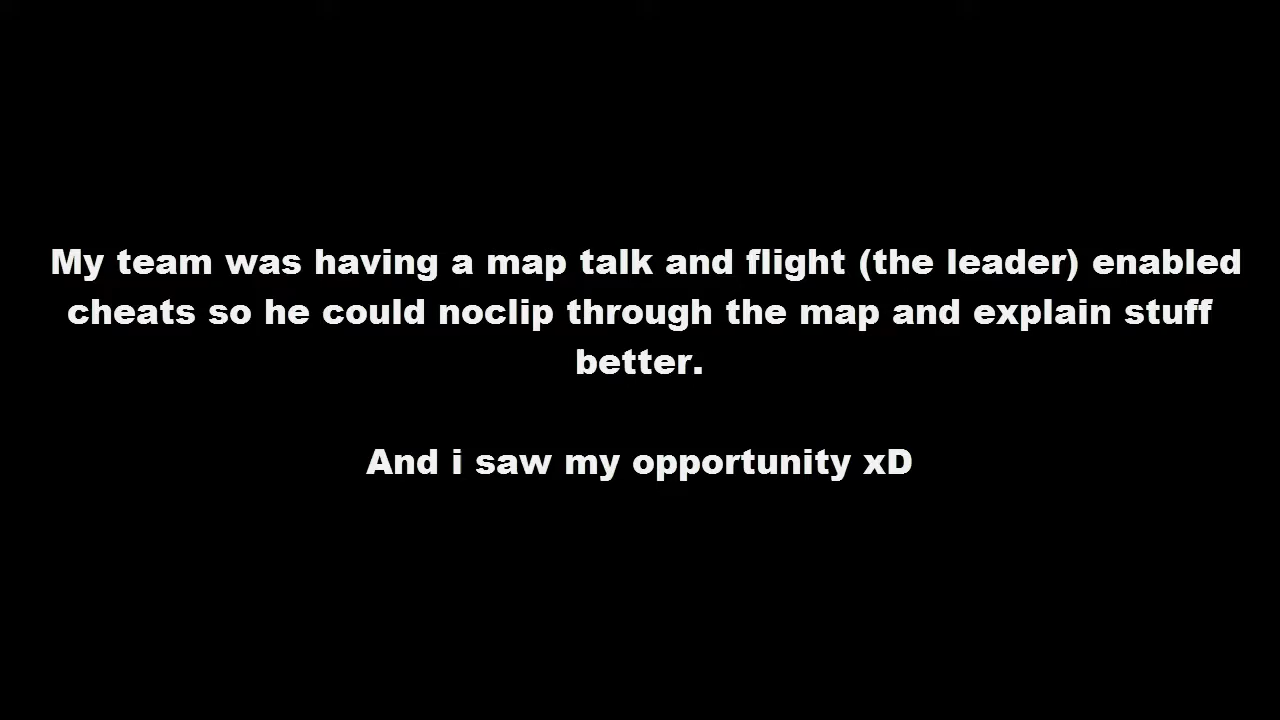 My team was having a map talk and flight (the leader) enabled
cheats so he could noclip through the map and explain stuff
better.
And i saw my opportunity xD